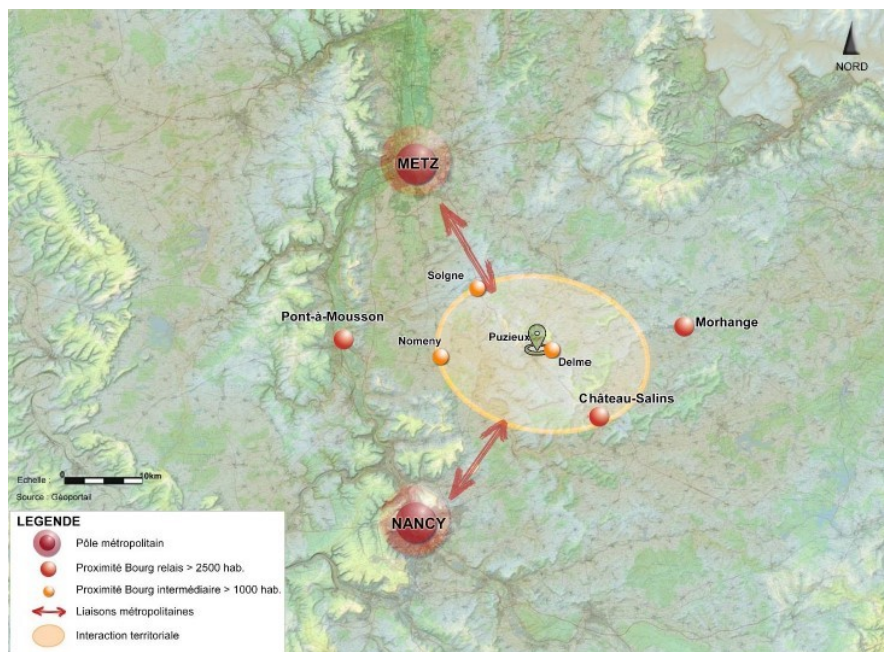 NORD
METZ
Solgne
Pont-à-Mousson
Morhange
Nomeny
Puzieux
Delme
Château-Salins
Echelle :
0
10km
Source : Géoportail
NANCY
LEGENDE
Pôle métropolitain
Proximité Bourg relais > 2500 hab.
Proximité Bourg intermédiaire > 1000 hab.
Liaisons métropolitaines
Interaction territoriale